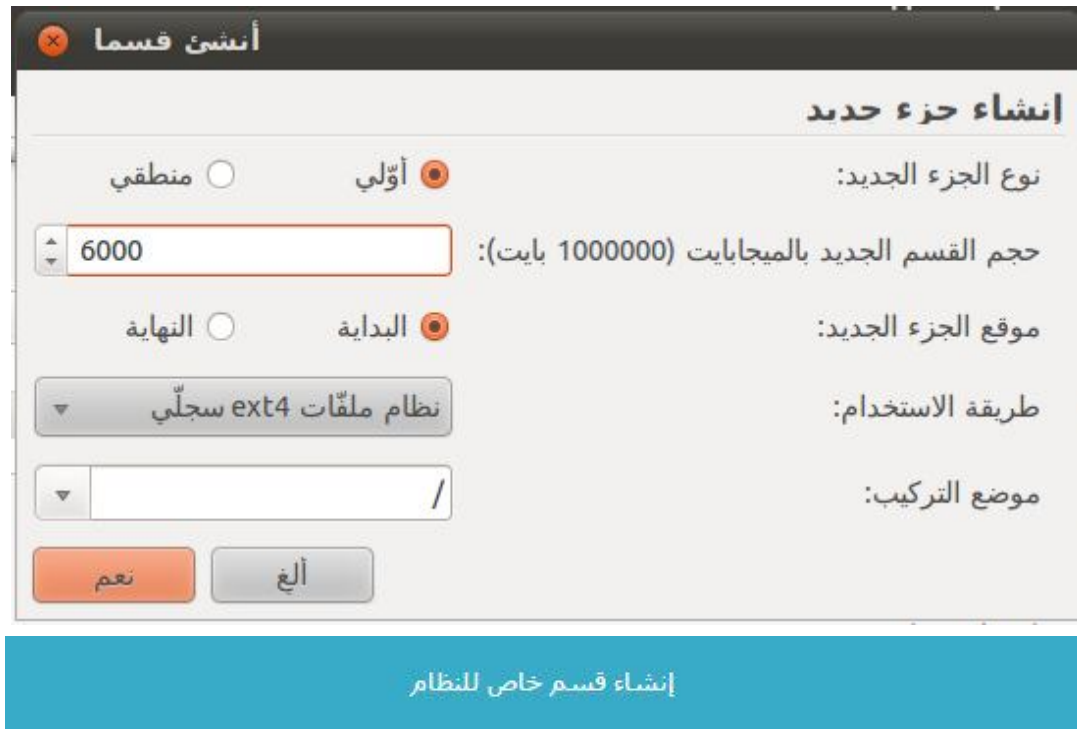 أنشئ قسما
إنشاء جزء جديد
نوع الجزء الجديد: أوّلي منطقي
حجم القسم الجديد بالميجابايت (1000000 بايت): 6000
موقع الجزء الجديد: البداية النهاية
طريقة الاستخدام: نظام ملفّات ext4 سجلّي
موضع التركيب: /
ألغ نعم
إنشاء قسم خاص للنظام